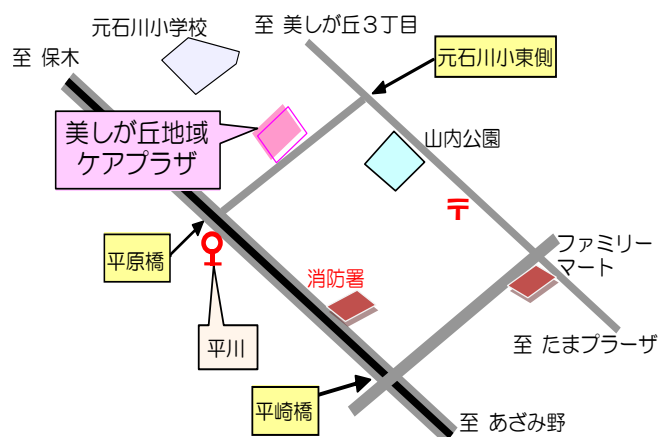 元石川小学校
至 美しが丘3丁目
至 保木
元石川小東側
美しが丘地域
ケアプラザ
山内公園
〒
平原橋
ファミリー
マート
消防署
平川
至 たまプラーザ
平崎橋
至 あざみ野